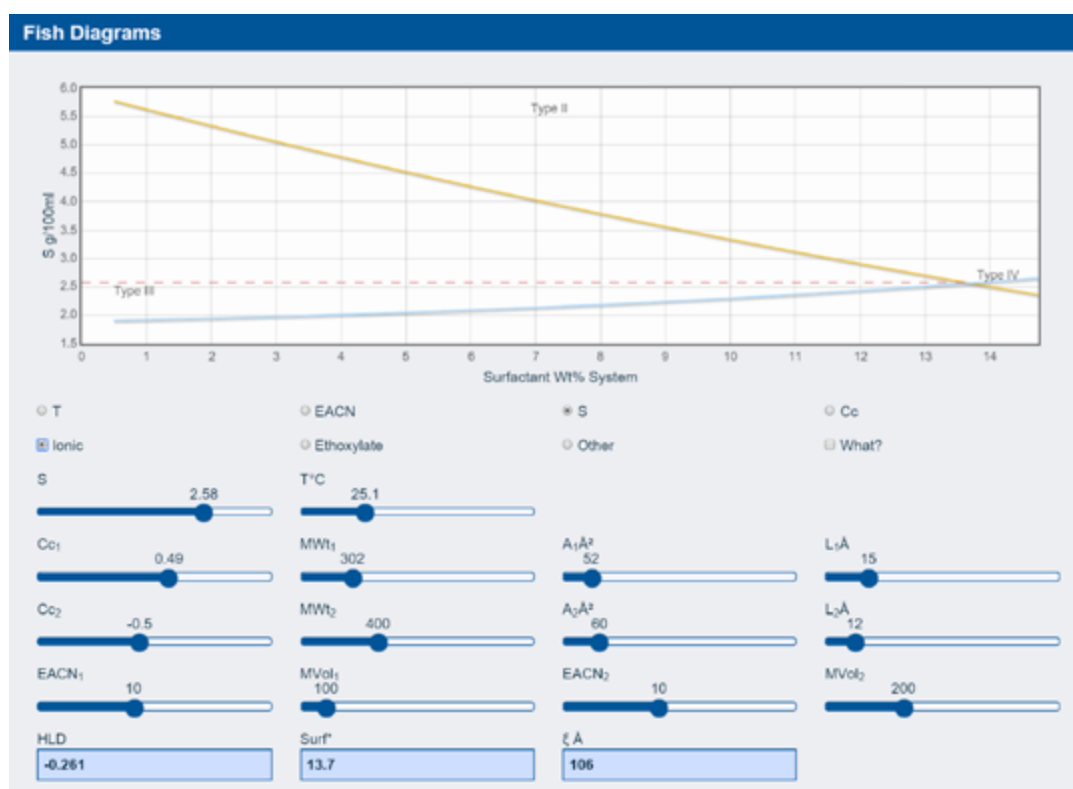 Fish Diagrams
6.0
5.5
5.0
4.5
4.0
3.5
3.0
2.5
2.0
1.5
S g/100ml
Type II
Type III
Type IV
0 1 2 3 4 5 6 7 8 9 10 11 12 13 14
Surfactant Wt% System
T EACN S Cc
Ionic Ethoxylate Other What?
S T°C
2.58 25.1
Cc₁ MWt₁ A₁Å² L₁Å
0.49 302 52 15
Cc₂ MWt₂ A₂Å² L₂Å
-0.5 400 60 12
EACN₁ MVol₁ EACN₂ MVol₂
10 100 10 200
HLD Surf* ξ Å
-0.261 13.7 106